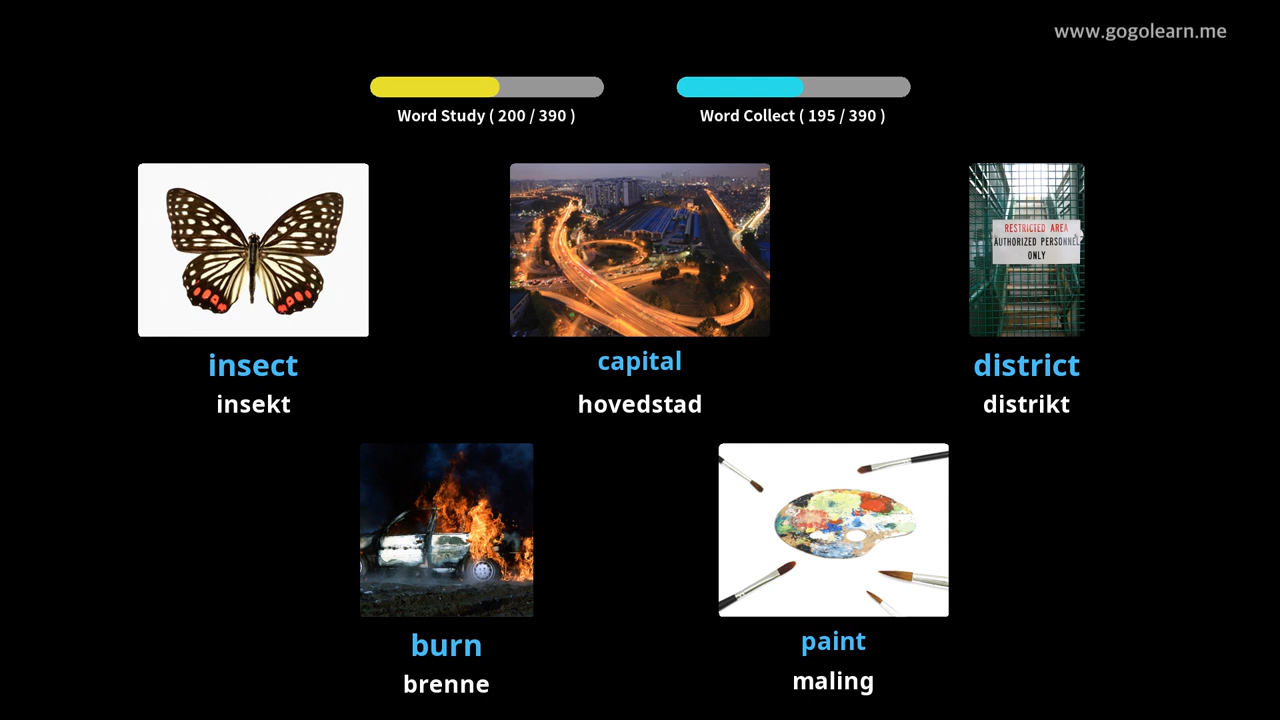 www.gogolearn.me
Word Study ( 200 / 390 )
Word Collect ( 195 / 390 )
RESTRICTED AREA
AUTHORIZED PERSONNEL
ONLY
insect
insekt
capital
hovedstad
district
distrikt
burn
brenne
paint
maling